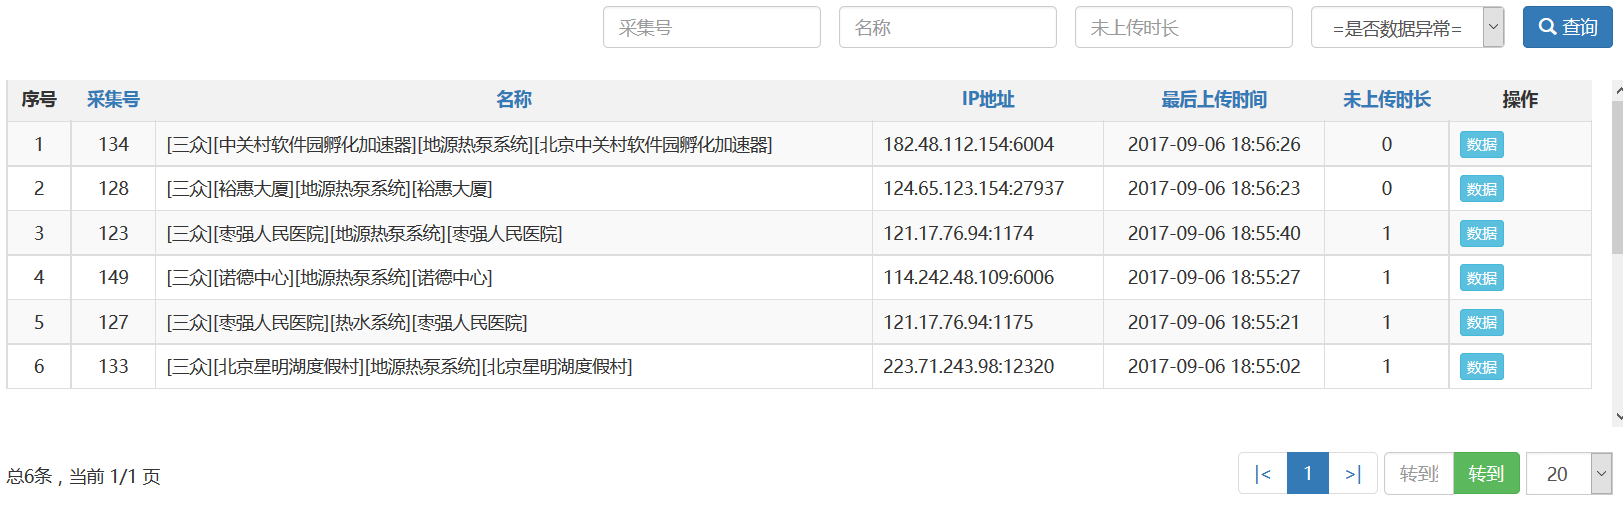 采集号 名称 未上传时长 =是否数据异常= 查询
序号 采集号 名称 IP地址 最后上传时间 未上传时长 操作
1 134 [三众][中关村软件园孵化加速器][地源热泵系统][北京中关村软件园孵化加速器] 182.48.112.154:6004 2017-09-06 18:56:26 0 数据
2 128 [三众][裕惠大厦][地源热泵系统][裕惠大厦] 124.65.123.154:27937 2017-09-06 18:56:23 0 数据
3 123 [三众][枣强人民医院][地源热泵系统][枣强人民医院] 121.17.76.94:1174 2017-09-06 18:55:40 1 数据
4 149 [三众][诺德中心][地源热泵系统][诺德中心] 114.242.48.109:6006 2017-09-06 18:55:27 1 数据
5 127 [三众][枣强人民医院][热水系统][枣强人民医院] 121.17.76.94:1175 2017-09-06 18:55:21 1 数据
6 133 [三众][北京星明湖度假村][地源热泵系统][北京星明湖度假村] 223.71.243.98:12320 2017-09-06 18:55:02 1 数据
总6条，当前 1/1 页 |< 1 >| 转到 转到 20